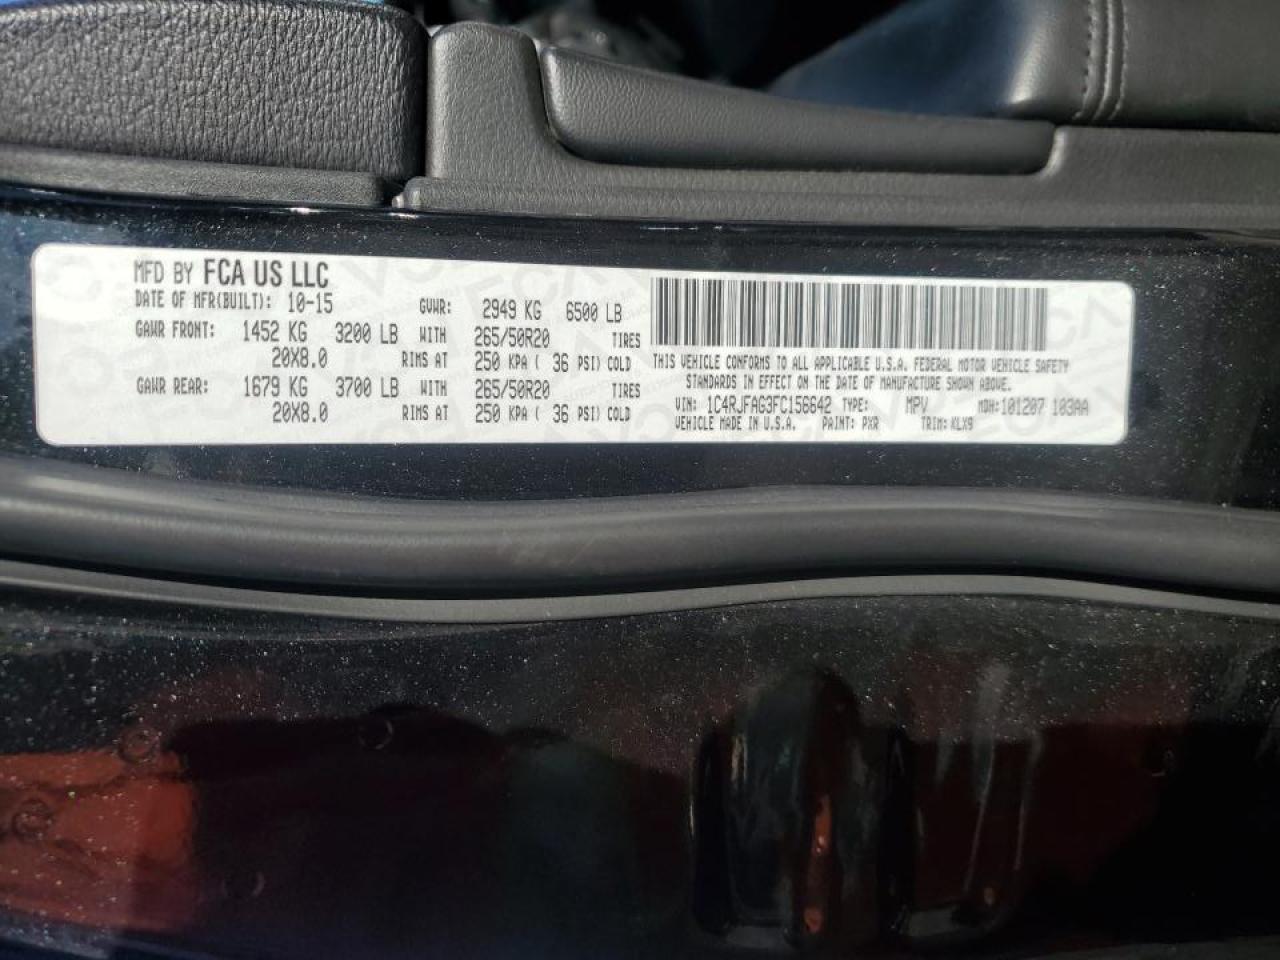 MFD BY FCA US LLC
DATE OF MFR(BUILT): 10-15 GVWR: 2949 KG 6500 LB
GAWR FRONT: 1452 KG 3200 LB WITH 265/50R20 TIRES
20X8.0 RIMS AT 250 KPA ( 36 PSI) COLD
GAWR REAR: 1679 KG 3700 LB WITH 265/50R20 TIRES
20X8.0 RIMS AT 250 KPA ( 36 PSI) COLD
THIS VEHICLE CONFORMS TO ALL APPLICABLE U.S.A. FEDERAL MOTOR VEHICLE SAFETY
STANDARDS IN EFFECT ON THE DATE OF MANUFACTURE SHOWN ABOVE.
VIN: 1C4RJFAG3FC156642 TYPE: MPV MDH:101207 103AA
VEHICLE MADE IN U.S.A. PAINT: PXR TRIM: KLX9